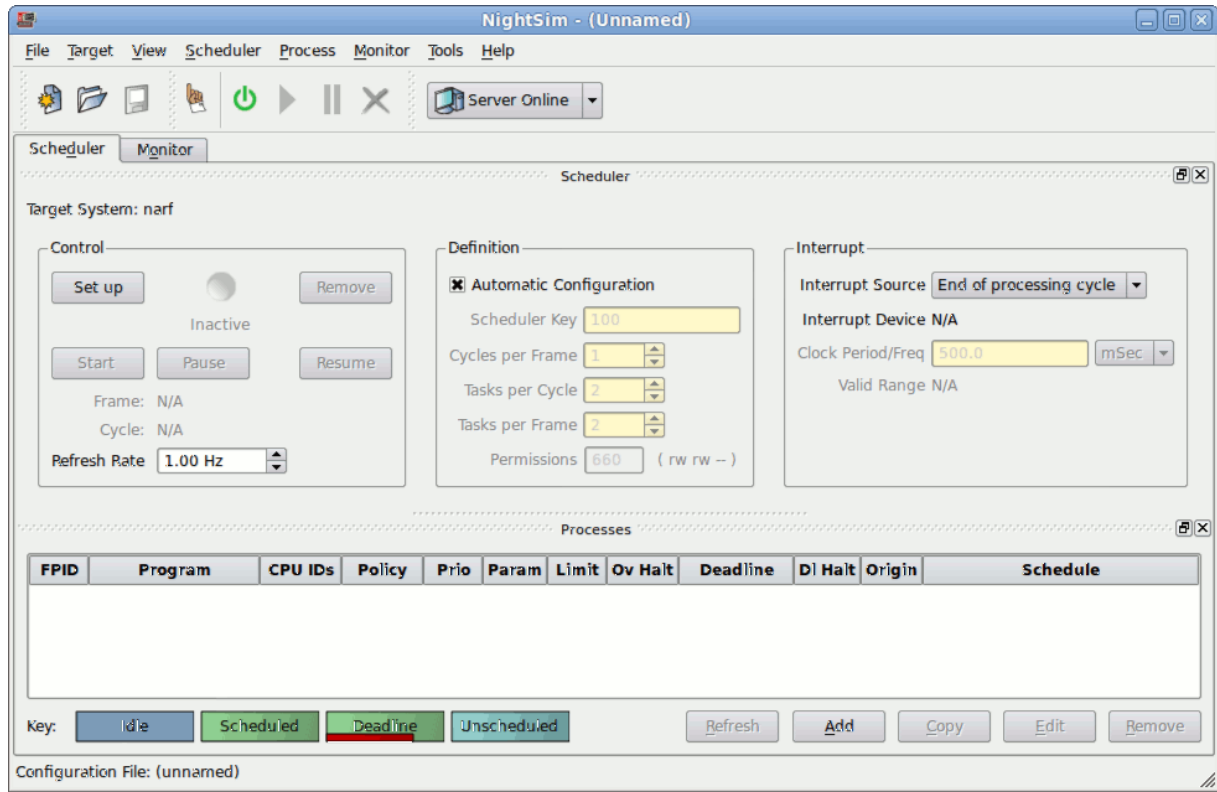 NightSim - (Unnamed)
File Target View Scheduler Process Monitor Tools Help
Server Online
Scheduler Monitor
Scheduler
Target System: narf
Control
Set up
Remove
Inactive
Start Pause Resume
Frame: N/A
Cycle: N/A
Refresh Rate 1.00 Hz
Definition
Automatic Configuration
Scheduler Key 100
Cycles per Frame 1
Tasks per Cycle 2
Tasks per Frame 2
Permissions 660 ( rw rw -- )
Interrupt
Interrupt Source End of processing cycle
Interrupt Device N/A
Clock Period/Freq 500.0 mSec
Valid Range N/A
Processes
FPID Program CPU IDs Policy Prio Param Limit Ov Halt Deadline Dl Halt Origin Schedule
Key: Idle Scheduled Deadline Unscheduled Refresh Add Copy Edit Remove
Configuration File: (unnamed)